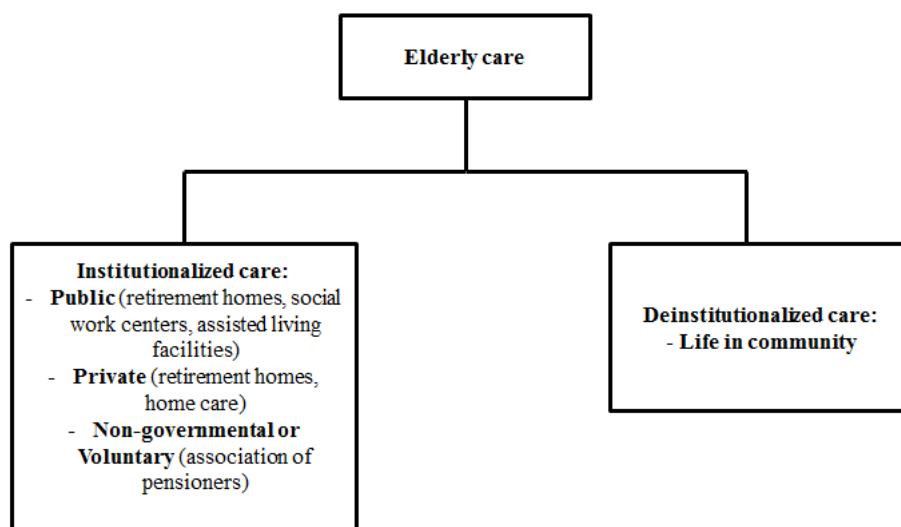 Elderly care
Institutionalized care:
- Public (retirement homes, social
work centers, assisted living
facilities)
- Private (retirement homes,
home care)
- Non-governmental or
Voluntary (association of
pensioners)
Deinstitutionalized care:
- Life in community